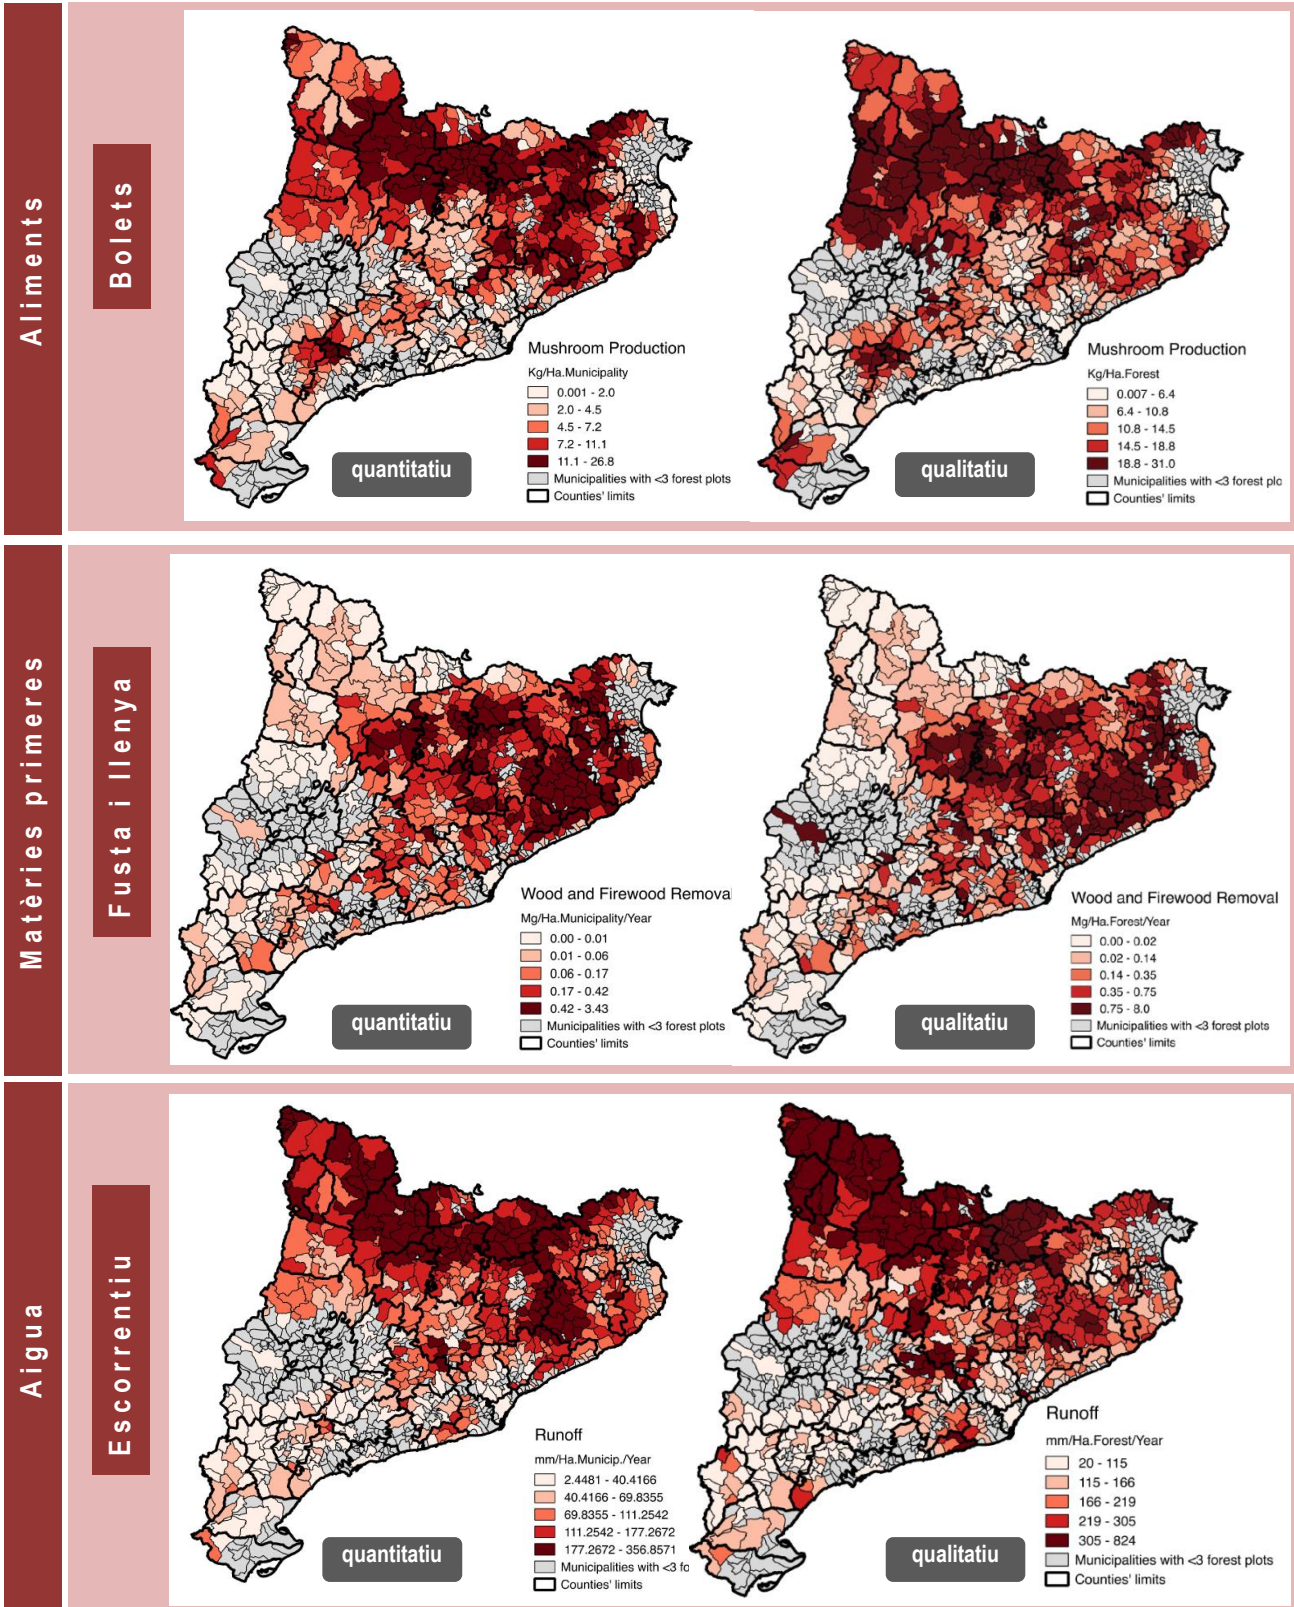 Aliments
Bolets
Mushroom Production
Kg/Ha.Municipality
0.001 - 2.0
2.0 - 4.5
4.5 - 7.2
7.2 - 11.1
11.1 - 26.8
Municipalities with <3 forest plots
Counties' limits
quantitatiu
Mushroom Production
Kg/Ha.Forest
0.007 - 6.4
6.4 - 10.8
10.8 - 14.5
14.5 - 18.8
18.8 - 31.0
Municipalities with <3 forest plo
Counties' limits
qualitatiu
Matèries primeres
Fusta i llenya
Wood and Firewood Removal
Mg/Ha.Municipality/Year
0.00 - 0.01
0.01 - 0.06
0.06 - 0.17
0.17 - 0.42
0.42 - 3.43
Municipalities with <3 forest plots
Counties' limits
quantitatiu
Wood and Firewood Removal
Mg/Ha.Forest/Year
0.00 - 0.02
0.02 - 0.14
0.14 - 0.35
0.35 - 0.75
0.75 - 8.0
Municipalities with <3 forest plots
Counties' limits
qualitatiu
Aigua
Escorrentiu
Runoff
mm/Ha.Municip./Year
2.4481 - 40.4166
40.4166 - 69.8355
69.8355 - 111.2542
111.2542 - 177.2672
177.2672 - 356.8571
Municipalities with <3 fo
Counties' limits
quantitatiu
Runoff
mm/Ha.Forest/Year
20 - 115
115 - 166
166 - 219
219 - 305
305 - 824
Municipalities with <3 forest plots
Counties' limits
qualitatiu